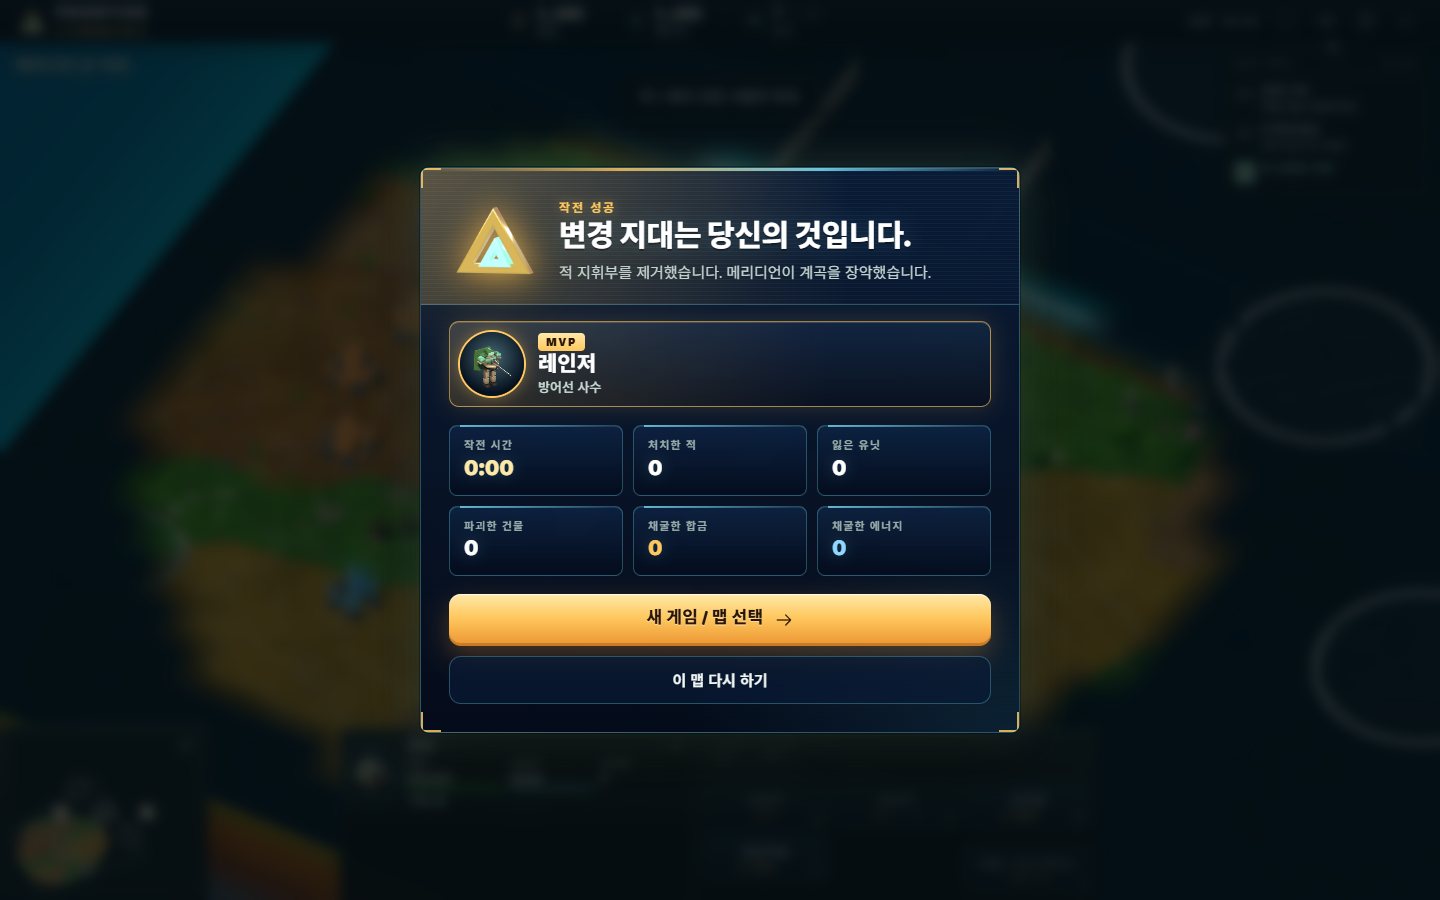 작전 성공
변경 지대는 당신의 것입니다.
적 지휘부를 제거했습니다. 메리디언이 계곡을 장악했습니다.
MVP
레인저
방어선 사수
작전 시간
0:00
처치한 적
0
잃은 유닛
0
파괴한 건물
0
채굴한 합금
0
채굴한 에너지
0
새 게임 / 맵 선택 →
이 맵 다시 하기